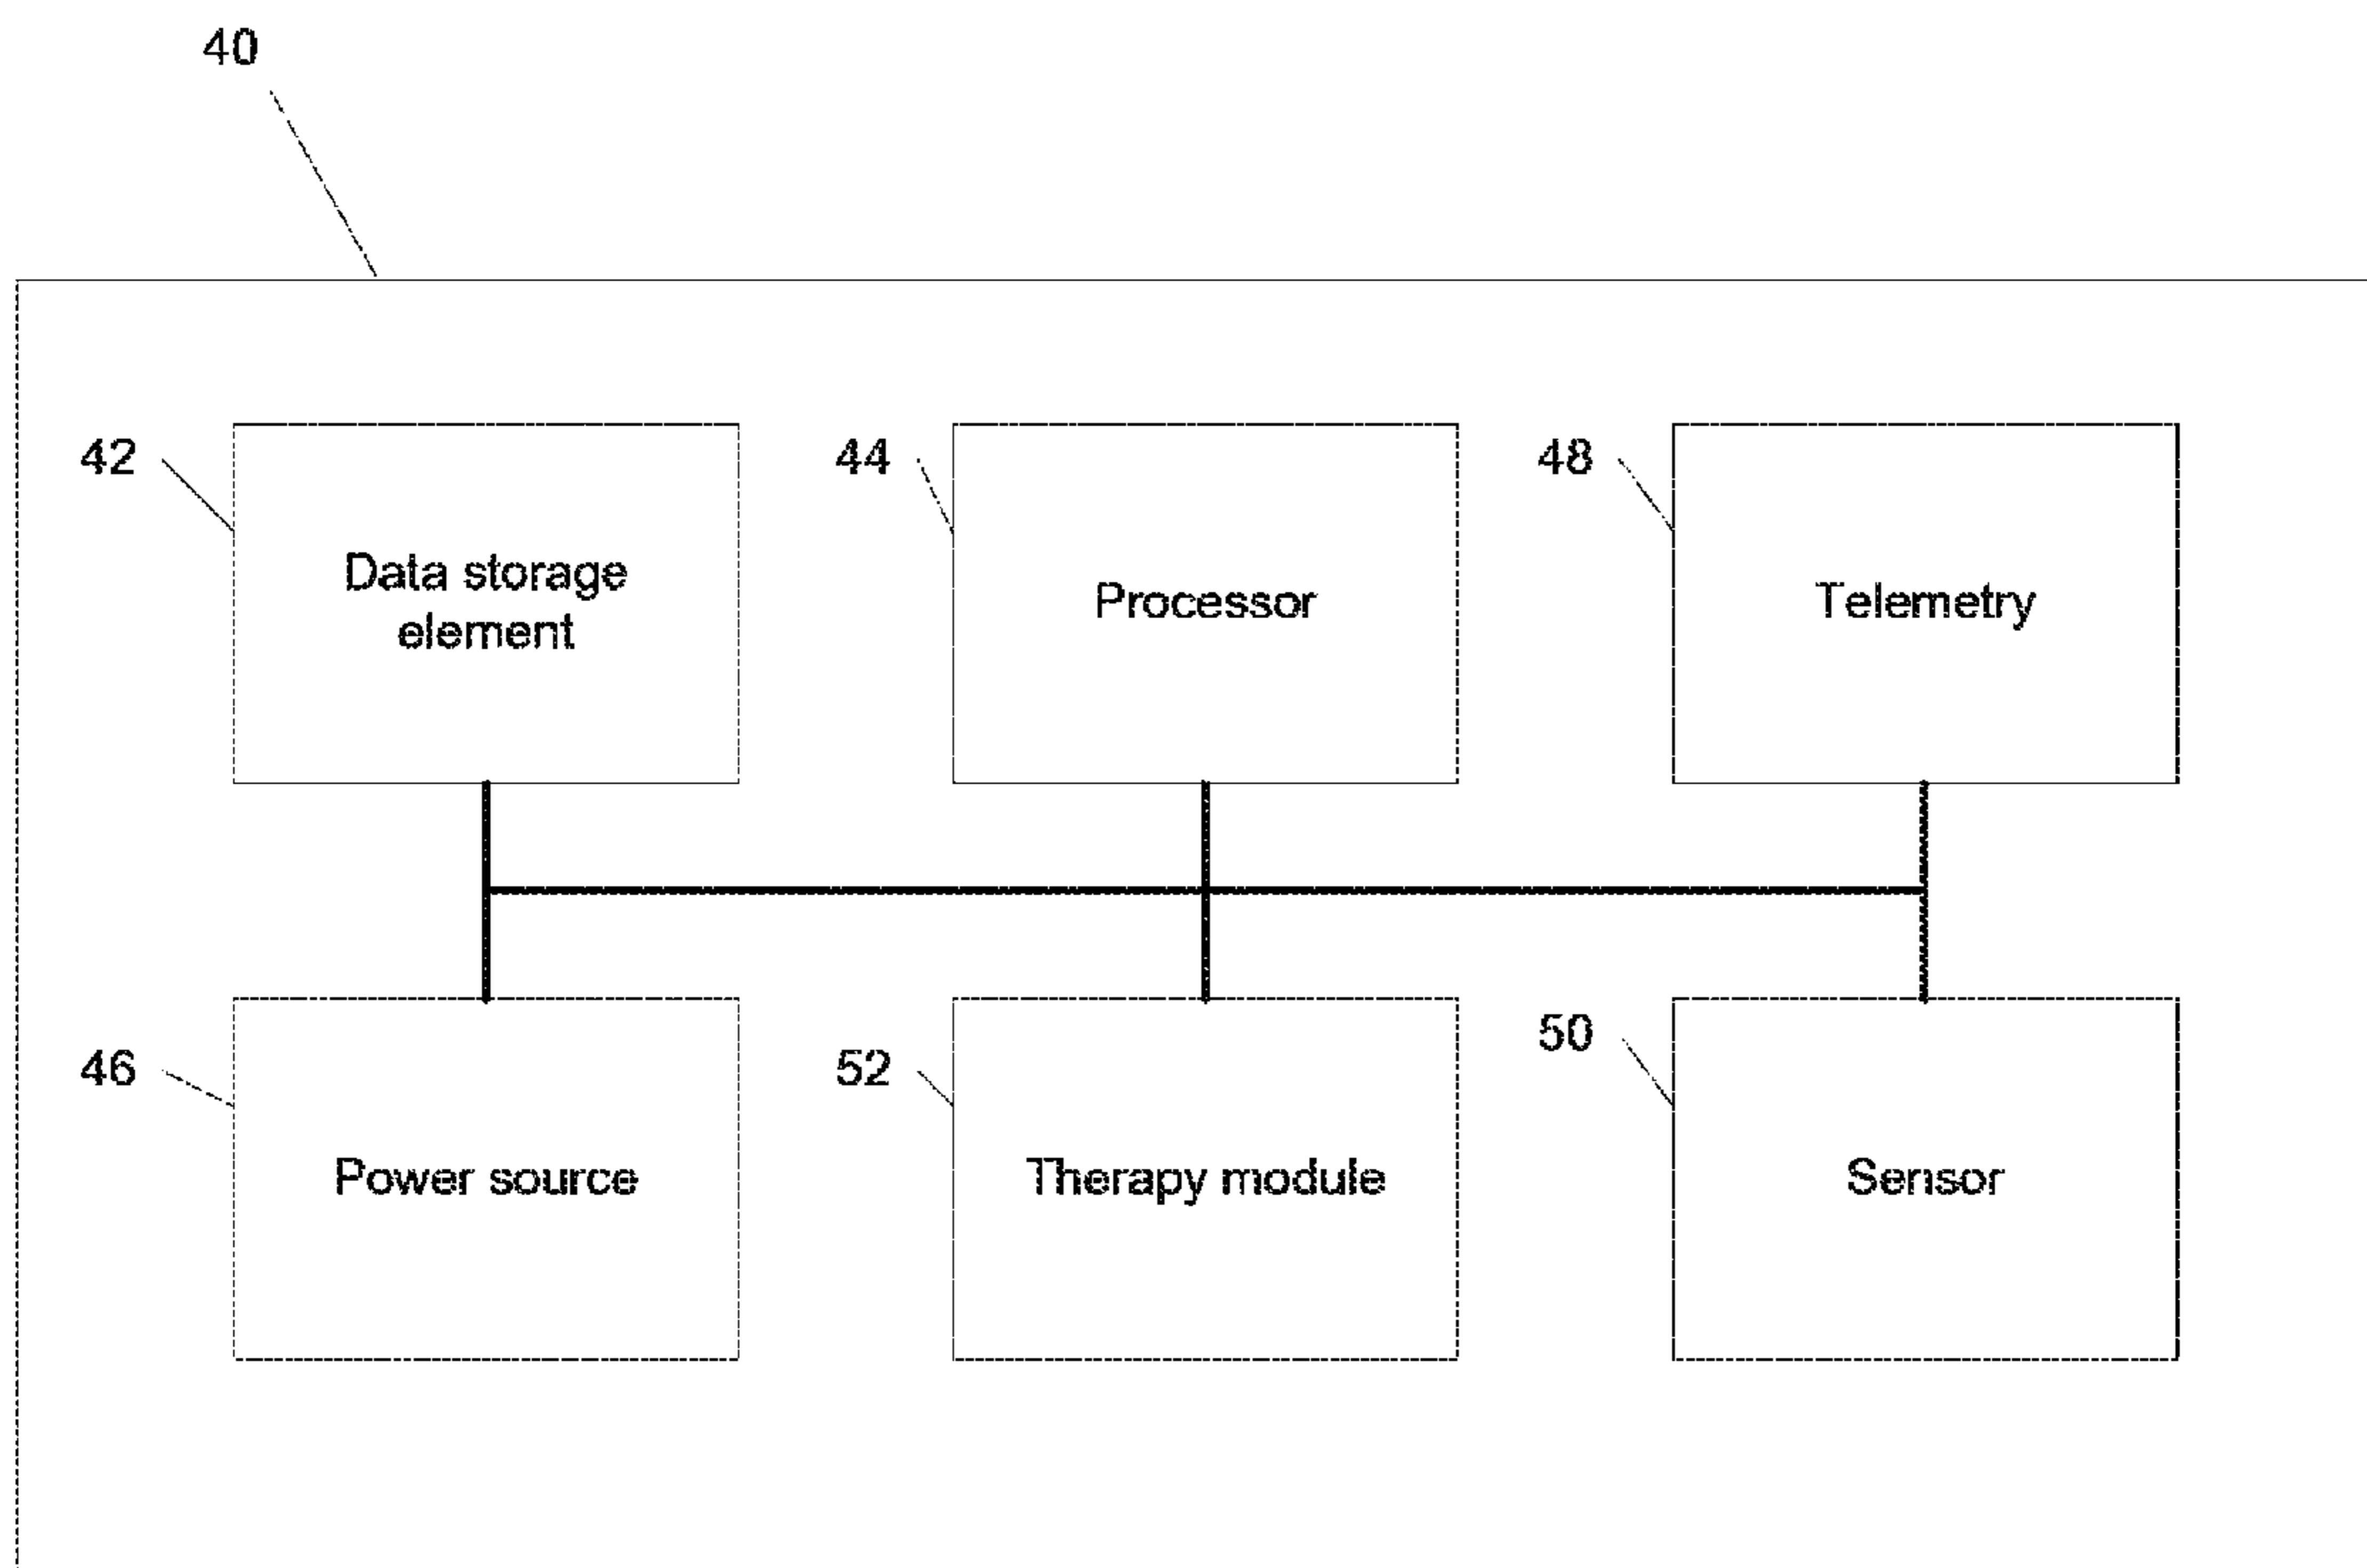 40
42
Data storage
element
44
Processor
48
Telemetry
46
Power source
52
Therapy module
50
Sensor